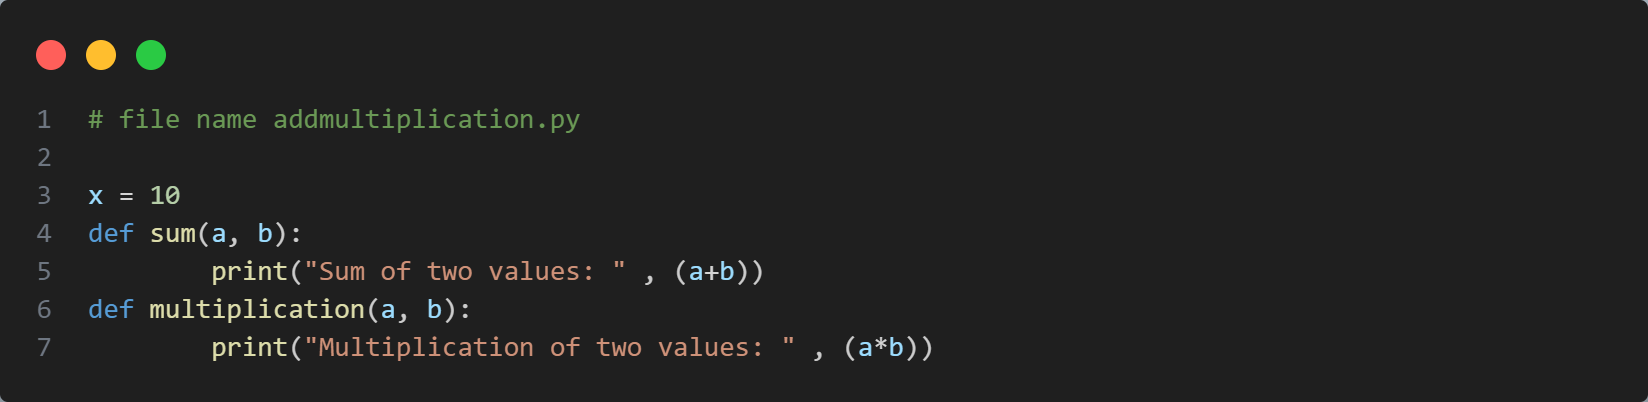 1 # file name addmultiplication.py
2
3 x = 10
4 def sum(a, b):
5         print("Sum of two values: " , (a+b))
6 def multiplication(a, b):
7         print("Multiplication of two values: " , (a*b))